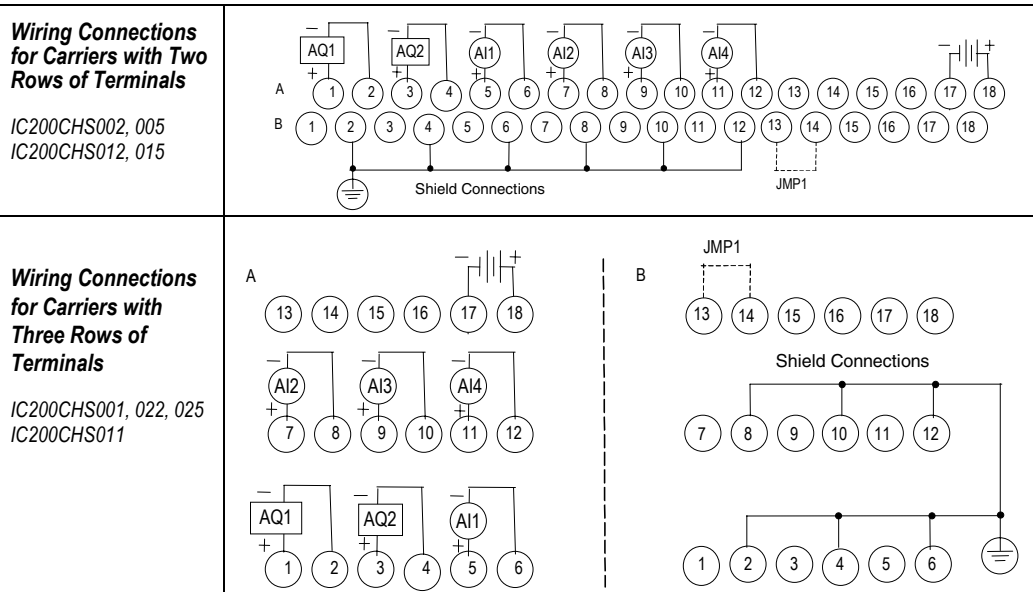 Wiring Connections
for Carriers with Two
Rows of Terminals
IC200CHS002, 005
IC200CHS012, 015
− − − − − − − +
AQ1 AQ2 AI1 AI2 AI3 AI4
+ + + + + +
A 1 2 3 4 5 6 7 8 9 10 11 12 13 14 15 16 17 18
B 1 2 3 4 5 6 7 8 9 10 11 12 13 14 15 16 17 18
Shield Connections
JMP1
Wiring Connections
for Carriers with
Three Rows of
Terminals
IC200CHS001, 022, 025
IC200CHS011
A
− +
13 14 15 16 17 18
− − −
AI2 AI3 AI4
+ + +
7 8 9 10 11 12
− − −
AQ1 AQ2 AI1
+ + +
1 2 3 4 5 6
JMP1
B
13 14 15 16 17 18
Shield Connections
7 8 9 10 11 12
1 2 3 4 5 6